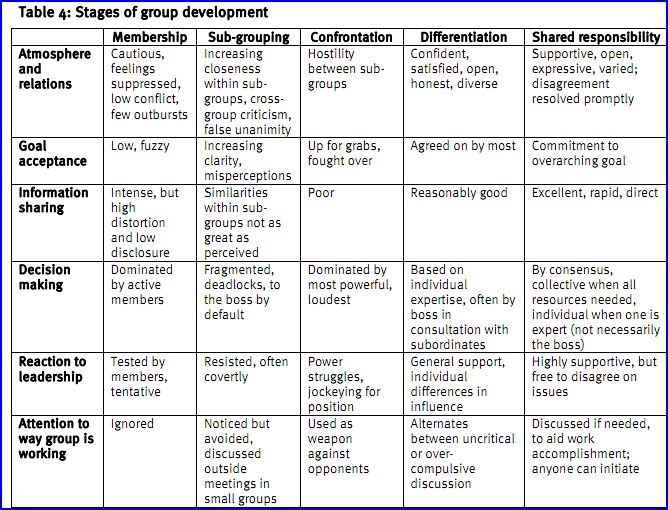 Table 4: Stages of group development
Membership Sub-grouping Confrontation Differentiation Shared responsibility
Atmosphere Cautious, Increasing Hostility Confident, Supportive, open,
and feelings closeness between sub- satisfied, open, expressive, varied;
relations suppressed, within sub- groups honest, diverse disagreement
low conflict, groups, cross- resolved promptly
few outbursts group criticism,
false unanimity
Goal Low, fuzzy Increasing Up for grabs, Agreed on by most Commitment to
acceptance clarity, fought over overarching goal
misperceptions
Information Intense, but Similarities Poor Reasonably good Excellent, rapid, direct
sharing high within sub-
distortion groups not as
and low great as
disclosure perceived
Decision Dominated Fragmented, Dominated by Based on By consensus,
making by active deadlocks, to most powerful, individual collective when all
members the boss by loudest expertise, often by resources needed,
default boss in individual when one is
consultation with expert (not necessarily
subordinates the boss)
Reaction to Tested by Resisted, often Power General support, Highly supportive, but
leadership members, covertly struggles, individual free to disagree on
tentative jockeying for differences in issues
position influence
Attention to Ignored Noticed but Used as Alternates Discussed if needed,
way group is avoided, weapon between uncritical to aid work
working discussed against or over- accomplishment;
outside opponents compulsive anyone can initiate
meetings in discussion
small groups